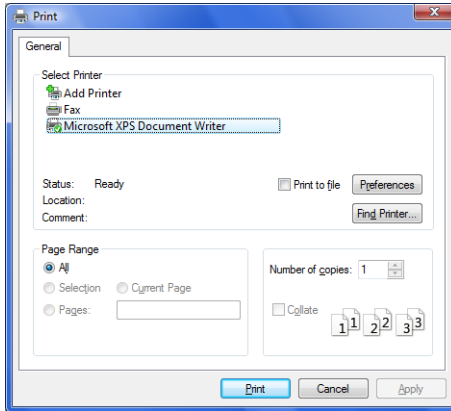 Print
General
Select Printer
Add Printer
Fax
Microsoft XPS Document Writer
Status: Ready
Print to file
Preferences
Location:
Comment:
Find Printer...
Page Range
All
Selection
Current Page
Pages:
Number of copies: 1
Collate
1 1 2 2 3 3
Print
Cancel
Apply